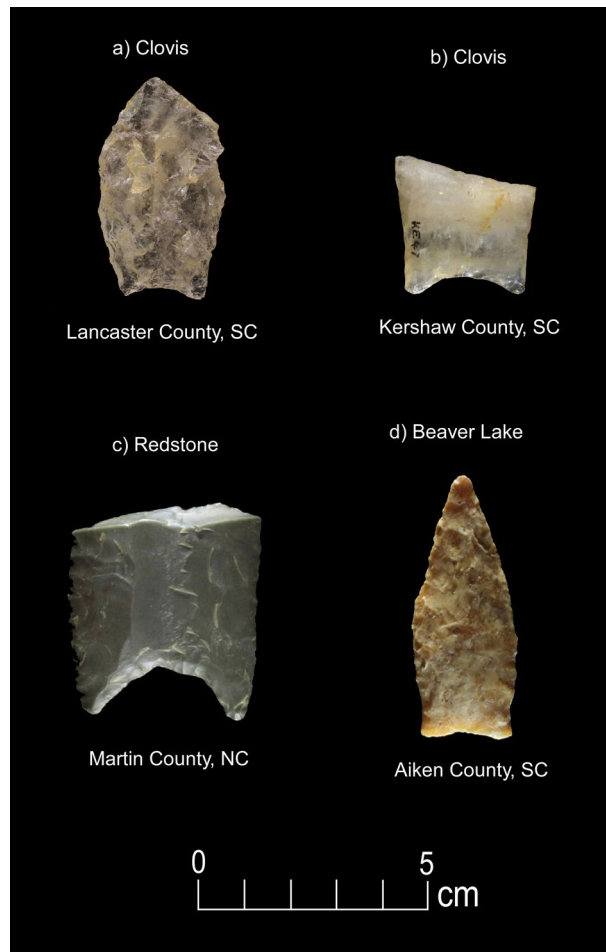 a) Clovis
b) Clovis
Lancaster County, SC
Kershaw County, SC
c) Redstone
d) Beaver Lake
Martin County, NC
Aiken County, SC
0 5
cm